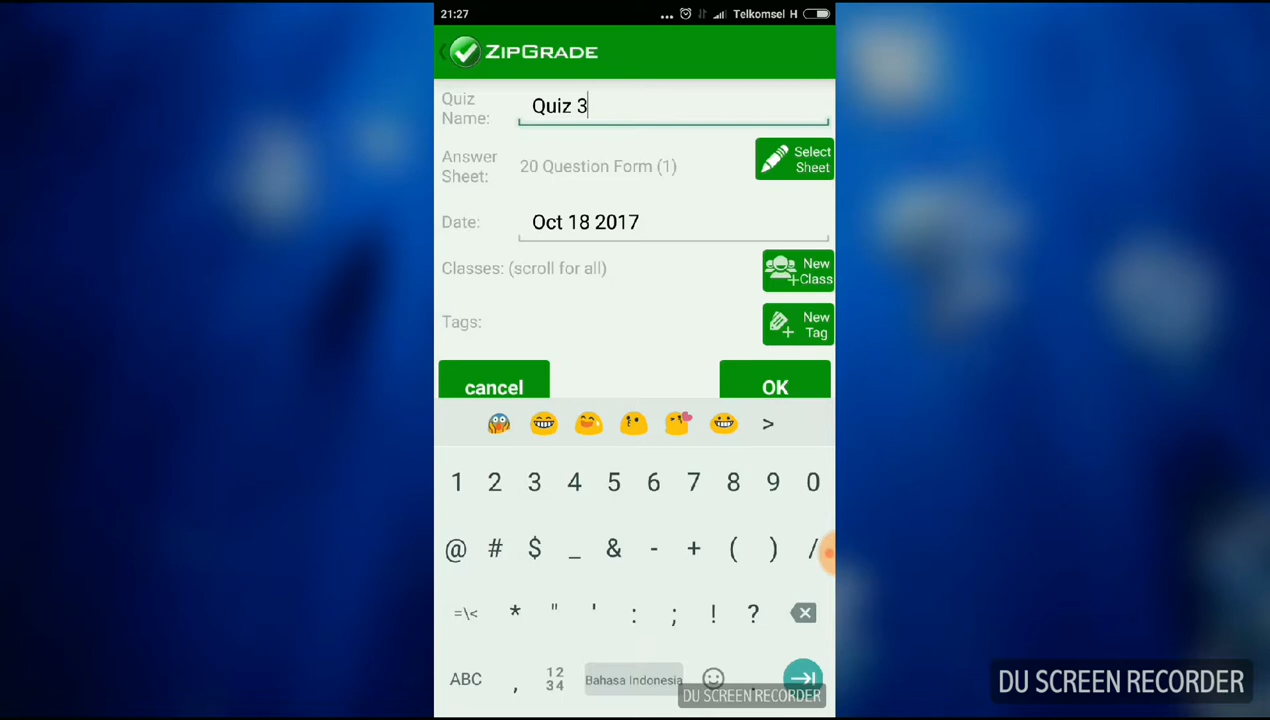 21:27 ... Telkomsel H
ZIPGRADE
Quiz Name: Quiz 3
Answer Sheet: 20 Question Form (1) Select Sheet
Date: Oct 18 2017
Classes: (scroll for all) New Class
Tags: New Tag
cancel OK
>
1 2 3 4 5 6 7 8 9 0
@ # $ _ & - + ( ) /
=\< * " ' : ; ! ?
ABC , 12 34 Bahasa Indonesia .
DU SCREEN RECORDER
DU SCREEN RECORDER